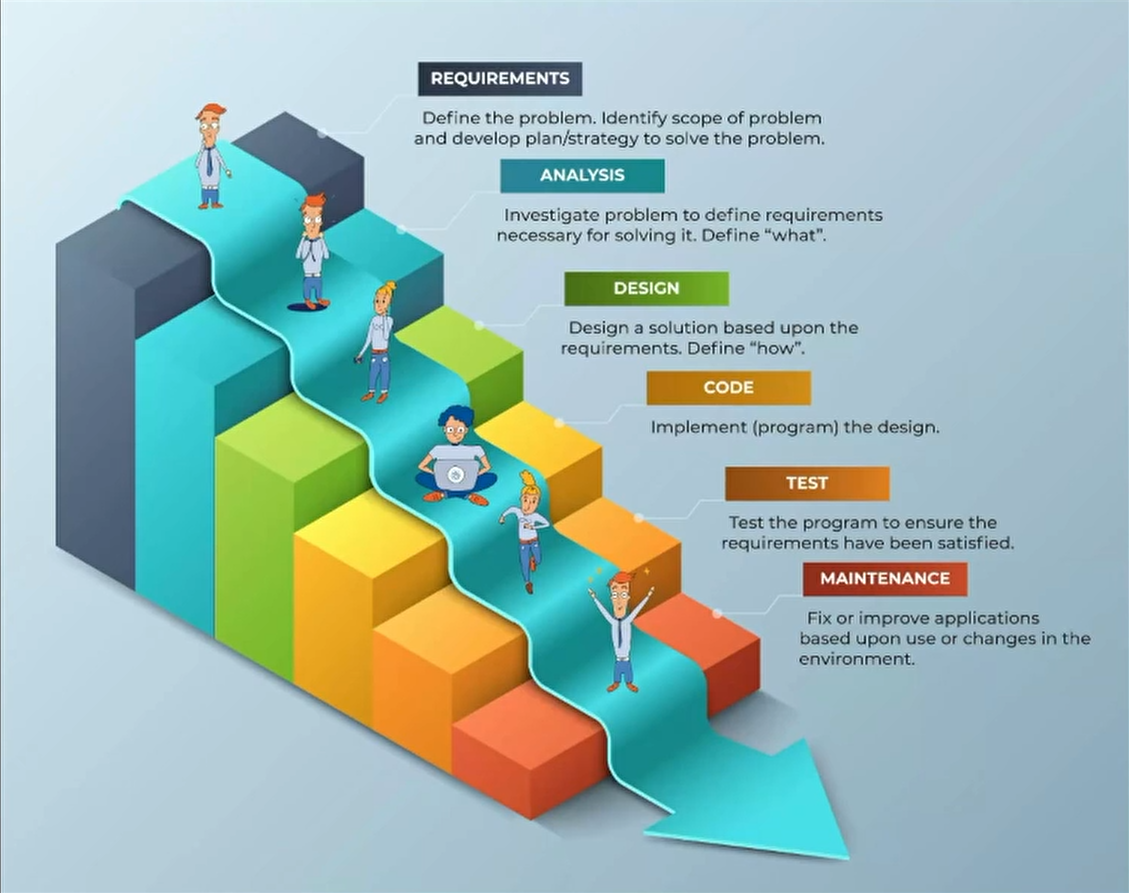 REQUIREMENTS
Define the problem. Identify scope of problem
and develop plan/strategy to solve the problem.
ANALYSIS
Investigate problem to define requirements
necessary for solving it. Define “what”.
DESIGN
Design a solution based upon the
requirements. Define “how”.
CODE
Implement (program) the design.
TEST
Test the program to ensure the
requirements have been satisfied.
MAINTENANCE
Fix or improve applications
based upon use or changes in the
environment.